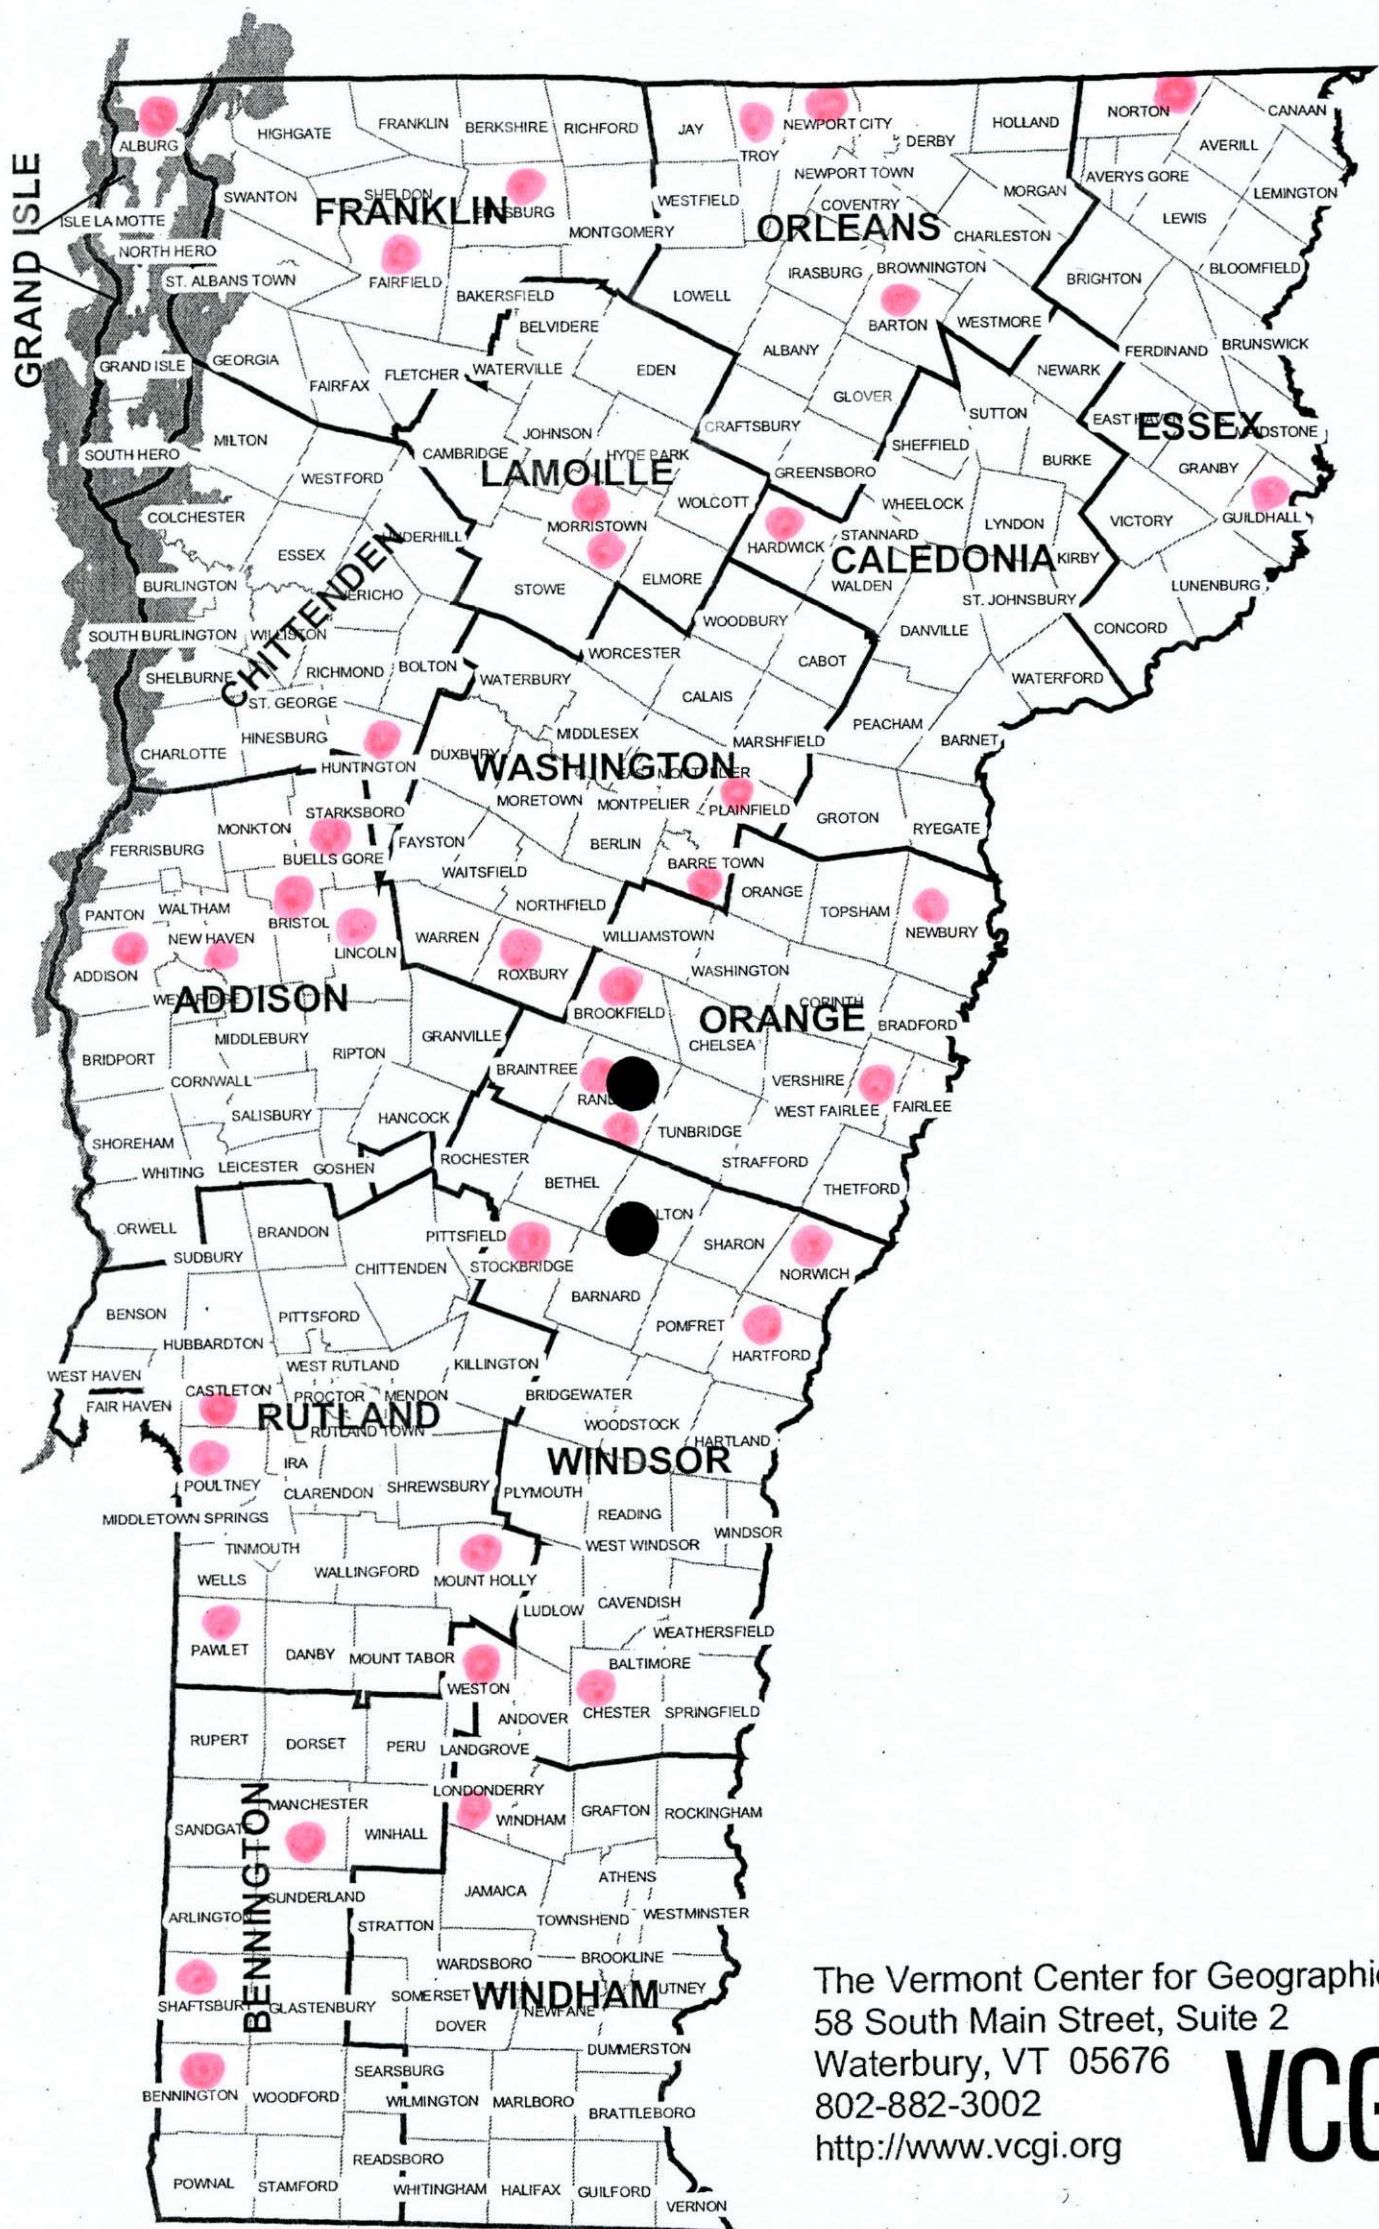 GRAND ISLE
ALBURG
HIGHGATE
FRANKLIN
BERKSHIRE
RICHFORD
JAY
TROY
NEWPORT CITY
DERBY
HOLLAND
NORTON
CANAAN
AVERILL
NEWPORT TOWN
AVERYS GORE
LEMINGTON
SWANTON
SHELDON
FRANKLIN
WESTFIELD
COVENTRY
MORGAN
LEWIS
ISLE LA MOTTE
MONTGOMERY
ORLEANS
CHARLESTON
NORTH HERO
ST. ALBANS TOWN
FAIRFIELD
BAKERSFIELD
LOWELL
IRASBURG
BROWNINGTON
BRIGHTON
BLOOMFIELD
BELVIDERE
BARTON
WESTMORE
GRAND ISLE
GEORGIA
FAIRFAX
FLETCHER
WATERVILLE
EDEN
ALBANY
NEWARK
FERDINAND
BRUNSWICK
GLOVER
SUTTON
EAST HAVEN
ESSEX
MAIDSTONE
SOUTH HERO
MILTON
CAMBRIDGE
JOHNSON
HYDE PARK
CRAFTSBURY
SHEFFIELD
BURKE
GRANBY
WESTFORD
LAMOILLE
GREENSBORO
WHEELOCK
COLCHESTER
UNDERHILL
MORRISTOWN
WOLCOTT
HARDWICK
STANNARD
LYNDON
VICTORY
GUILDHALL
ESSEX
CHITTENDEN
CALEDONIA
KIRBY
BURLINGTON
JERICHO
STOWE
ELMORE
WALDEN
ST. JOHNSBURY
LUNENBURG
SOUTH BURLINGTON
WILLISTON
WOODBURY
DANVILLE
CONCORD
SHELBURNE
RICHMOND
BOLTON
WATERBURY
WORCESTER
CABOT
WATERFORD
ST. GEORGE
CALAIS
CHARLOTTE
HINESBURG
HUNTINGTON
DUXBURY
MIDDLESEX
MARSHFIELD
PEACHAM
BARNET
WASHINGTON
EAST MONTPELIER
MORETOWN
MONTPELIER
PLAINFIELD
GROTON
RYEGATE
FERRISBURG
MONKTON
STARKSBORO
FAYSTON
BERLIN
BUELLS GORE
WAITSFIELD
BARRE TOWN
ORANGE
PANTON
WALTHAM
BRISTOL
NORTHFIELD
TOPSHAM
NEWBURY
ADDISON
NEW HAVEN
LINCOLN
WARREN
ROXBURY
WILLIAMSTOWN
WASHINGTON
WEYBRIDGE
ADDISON
BROOKFIELD
ORANGE
CORINTH
BRADFORD
BRIDPORT
MIDDLEBURY
RIPTON
GRANVILLE
CHELSEA
CORNWALL
BRAINTREE
VERSHIRE
SALISBURY
HANCOCK
WEST FAIRLEE
FAIRLEE
SHOREHAM
TUNBRIDGE
WHITING
LEICESTER
GOSHEN
ROCHESTER
BETHEL
STRAFFORD
THETFORD
ORWELL
SUDBURY
BRANDON
PITTSFIELD
SHARON
CHITTENDEN
STOCKBRIDGE
NORWICH
BENSON
PITTSFORD
BARNARD
POMFRET
HUBBARDTON
HARTFORD
WEST HAVEN
WEST RUTLAND
KILLINGTON
FAIR HAVEN
CASTLETON
PROCTOR
MENDON
BRIDGEWATER
RUTLAND
RUTLAND TOWN
WOODSTOCK
HARTLAND
POULTNEY
IRA
CLARENDON
SHREWSBURY
PLYMOUTH
WINDSOR
MIDDLETOWN SPRINGS
READING
WINDSOR
TINMOUTH
WEST WINDSOR
WELLS
WALLINGFORD
MOUNT HOLLY
LUDLOW
CAVENDISH
PAWLET
DANBY
MOUNT TABOR
WEATHERSFIELD
WESTON
BALTIMORE
ANDOVER
CHESTER
SPRINGFIELD
RUPERT
DORSET
PERU
LANDGROVE
LONDONDERRY
SANDGATE
MANCHESTER
WINHALL
WINDHAM
GRAFTON
ROCKINGHAM
BENNINGTON
SUNDERLAND
JAMAICA
ATHENS
ARLINGTON
STRATTON
TOWNSHEND
WESTMINSTER
WARDSBORO
BROOKLINE
SHAFTSBURY
GLASTENBURY
SOMERSET
WINDHAM
NEWFANE
UTNEY
DOVER
DUMMERSTON
BENNINGTON
WOODFORD
SEARSBURG
WILMINGTON
MARLBORO
BRATTLEBORO
READSBORO
POWNAL
STAMFORD
WHITINGHAM
HALIFAX
GUILFORD
VERNON
The Vermont Center for Geographic
58 South Main Street, Suite 2
Waterbury, VT 05676
802-882-3002
http://www.vcgi.org
VCG